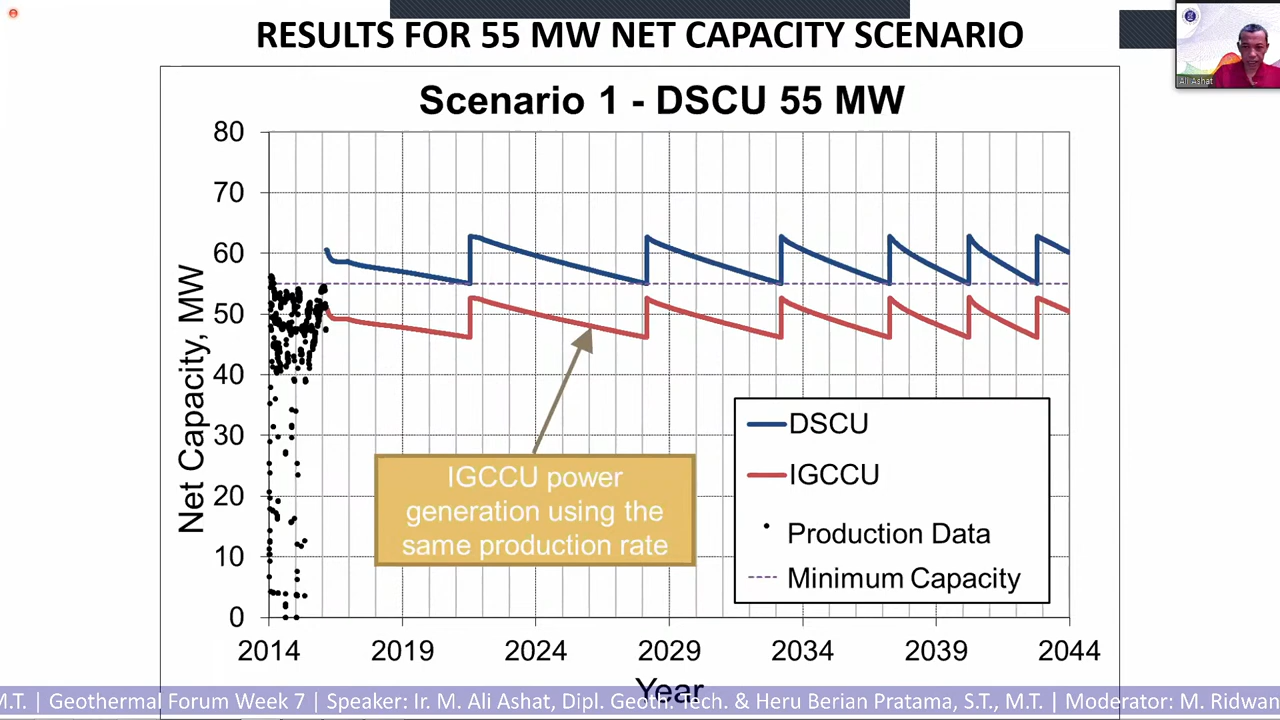 RESULTS FOR 55 MW NET CAPACITY SCENARIO
Ali Ashat
Scenario 1 - DSCU 55 MW
Net Capacity, MW
80
70
60
50
40
30
20
10
0
IGCCU power
generation using the
same production rate
DSCU
IGCCU
Production Data
Minimum Capacity
2014 2019 2024 2029 2034 2039 2044
Year
M.T. | Geothermal Forum Week 7 | Speaker: Ir. M. Ali Ashat, Dipl. Geoth. Tech. & Heru Berian Pratama, S.T., M.T. | Moderator: M. Ridwan